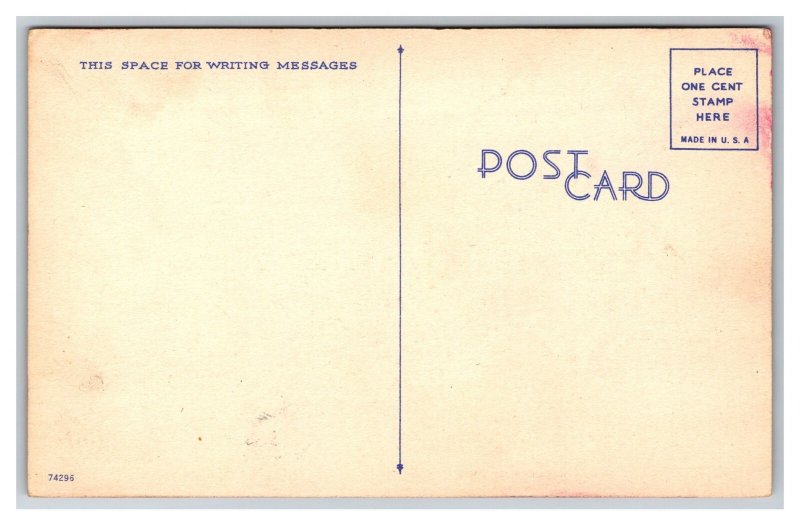 THIS SPACE FOR WRITING MESSAGES
PLACE
ONE CENT
STAMP
HERE
MADE IN U. S. A
POST
CARD
74296